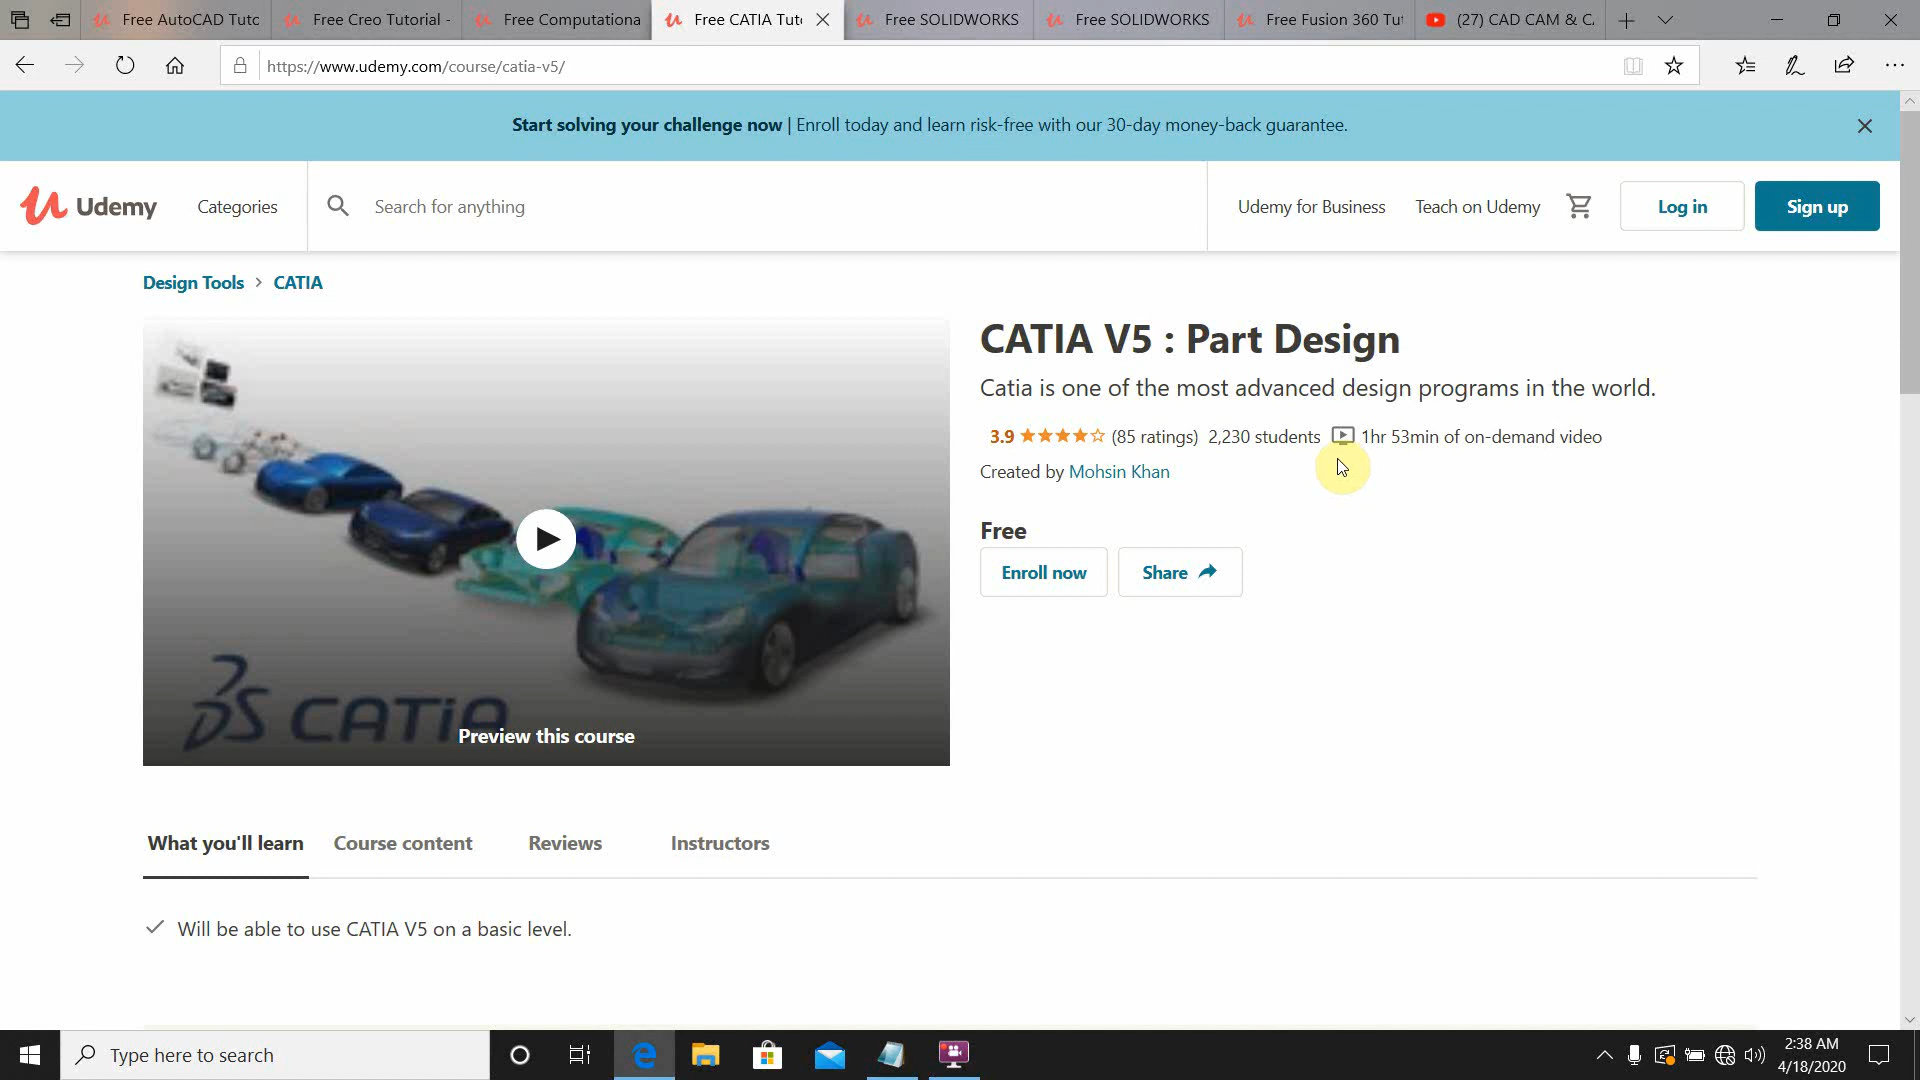 Free AutoCAD Tuto
Free Creo Tutorial -
Free Computationa
Free CATIA Tuto
Free SOLIDWORKS
Free SOLIDWORKS
Free Fusion 360 Tut
(27) CAD CAM & CA
https://www.udemy.com/course/catia-v5/
Start solving your challenge now | Enroll today and learn risk-free with our 30-day money-back guarantee.
Udemy
Categories
Search for anything
Udemy for Business
Teach on Udemy
Log in
Sign up
Design Tools > CATIA
CATIA V5 : Part Design
Catia is one of the most advanced design programs in the world.
3.9 (85 ratings) 2,230 students 1hr 53min of on-demand video
Created by Mohsin Khan
Free
Enroll now
Share
CATIA
Preview this course
What you'll learn
Course content
Reviews
Instructors
Will be able to use CATIA V5 on a basic level.
Type here to search
2:38 AM
4/18/2020